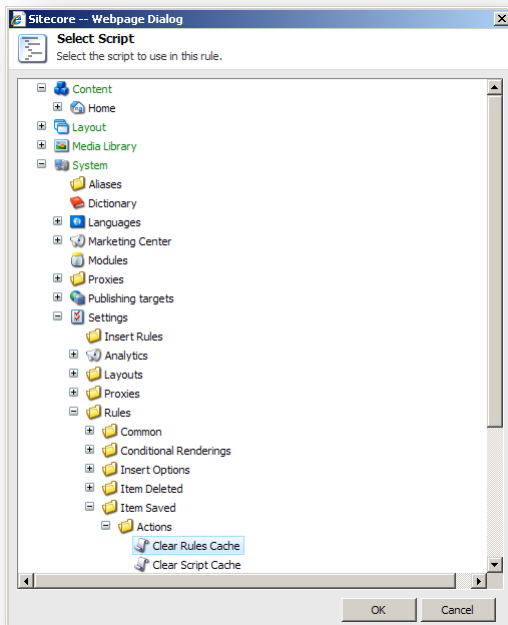 Sitecore -- Webpage Dialog
Select Script
Select the script to use in this rule.
Content
Home
Layout
Media Library
System
Aliases
Dictionary
Languages
Marketing Center
Modules
Proxies
Publishing targets
Settings
Insert Rules
Analytics
Layouts
Proxies
Rules
Common
Conditional Renderings
Insert Options
Item Deleted
Item Saved
Actions
Clear Rules Cache
Clear Script Cache
OK
Cancel